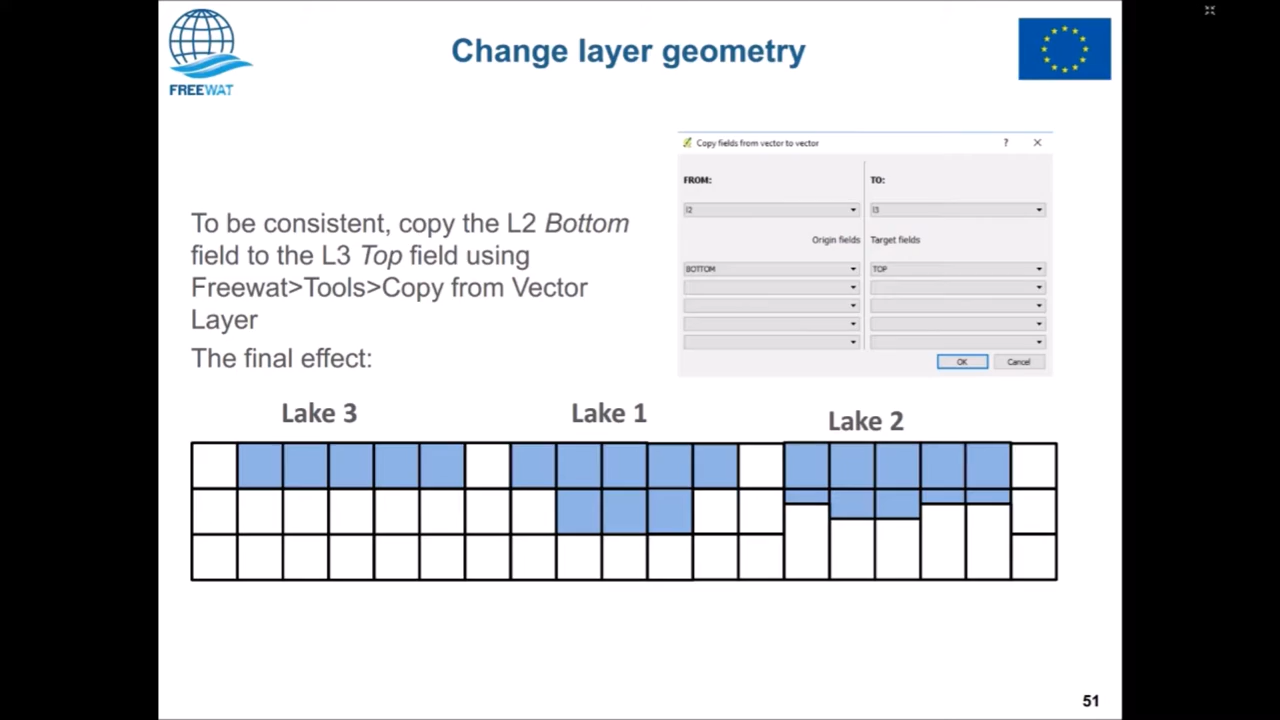 FREEWAT
Change layer geometry
To be consistent, copy the L2 Bottom
field to the L3 Top field using
Freewat>Tools>Copy from Vector
Layer
The final effect:
Copy fields from vector to vector
?
FROM:
TO:
l2
l3
Origin fields
Target fields
BOTTOM
TOP
OK
Cancel
Lake 3
Lake 1
Lake 2
51